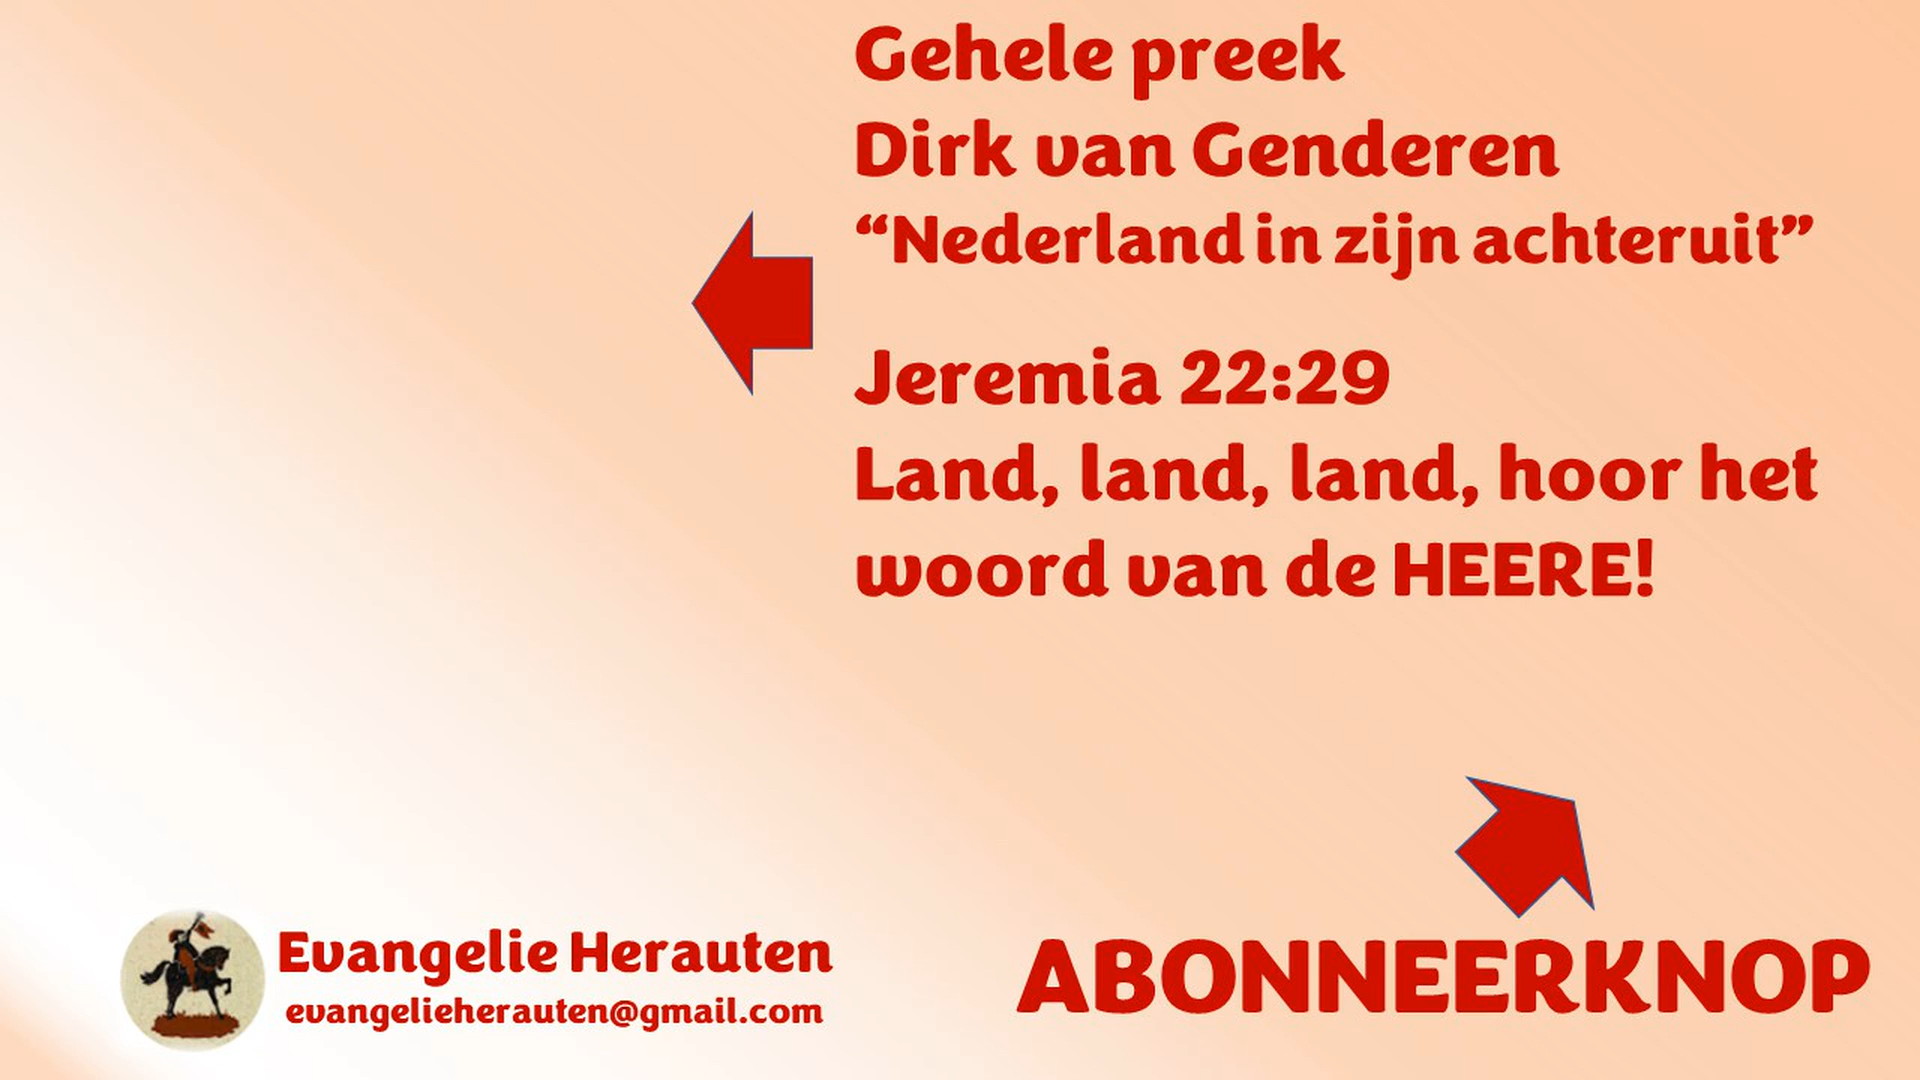 Gehele preek
Dirk van Genderen
“Nederland in zijn achteruit”
Jeremia 22:29
Land, land, land, hoor het
woord van de HEERE!
Evangelie Herauten
evangelieherauten@gmail.com
ABONNEERKNOP